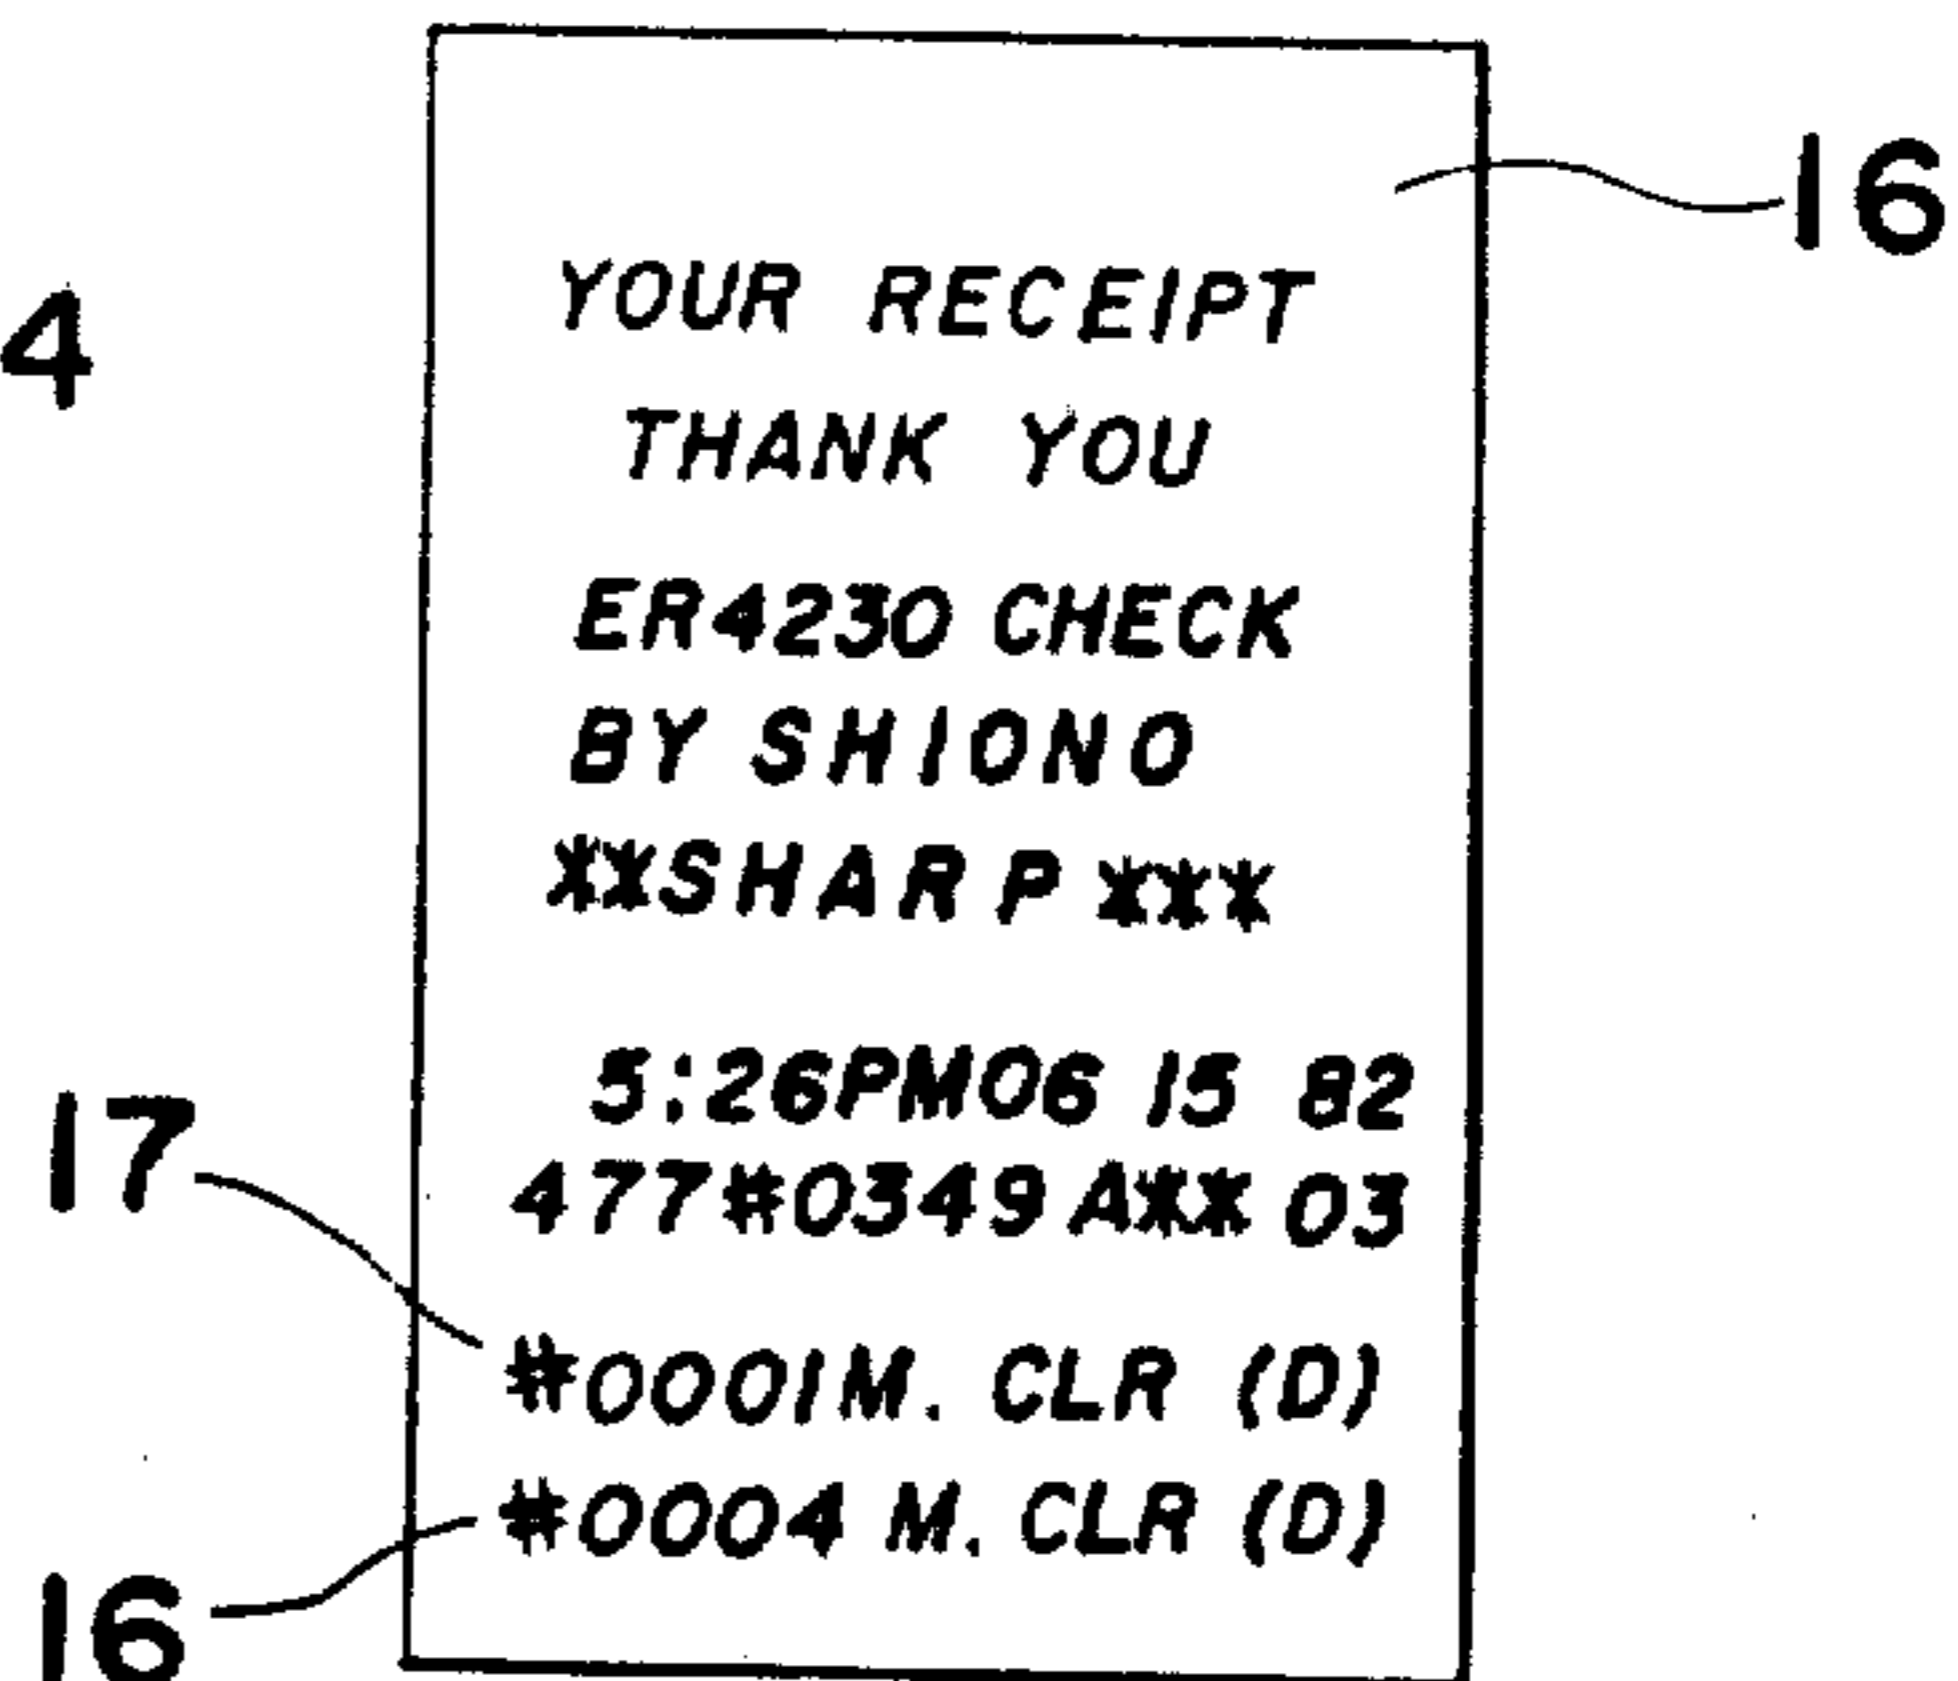 16
YOUR RECEIPT
4
THANK YOU
ER4230 CHECK
BY SHIONO
**SHARP***
5:26PM06 15 82
17
477#0349A** 03
#0001M. CLR (D)
#0004 M. CLR (D)
16